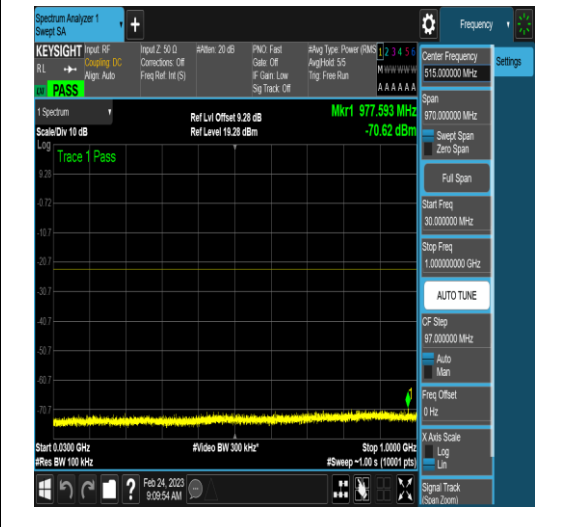 Spectrum Analyzer 1
Swept SA
+
Frequency
KEYSIGHT
Input: RF
Coupling: DC
Align: Auto
RL
PASS
Input Z: 50 Ω
Corrections: Off
Freq Ref: Int (S)
#Atten: 20 dB
PNO: Fast
Gate: Off
IF Gain: Low
Sig Track: Off
#Avg Type: Power (RMS
Avg|Hold: 5/5
Trig: Free Run
1 2 3 4 5 6
M W W W W W
A A A A A A
Center Frequency
515.000000 MHz
Settings
Span
970.000000 MHz
Swept Span
Zero Span
Full Span
Start Freq
30.000000 MHz
Stop Freq
1.000000000 GHz
AUTO TUNE
CF Step
97.000000 MHz
Auto
Man
Freq Offset
0 Hz
X Axis Scale
Log
Lin
Signal Track
(Span Zoom)
1 Spectrum
Scale/Div 10 dB
Ref Lvl Offset 9.28 dB
Ref Level 19.28 dBm
Mkr1 977.593 MHz
-70.62 dBm
Log
Trace 1 Pass
9.28
-0.72
-10.7
-20.7
-30.7
-40.7
-50.7
-60.7
-70.7
1
Start 0.0300 GHz
#Res BW 100 kHz
#Video BW 300 kHz*
Stop 1.0000 GHz
#Sweep ~1.00 s (10001 pts)
?
Feb 24, 2023
9:09:54 AM